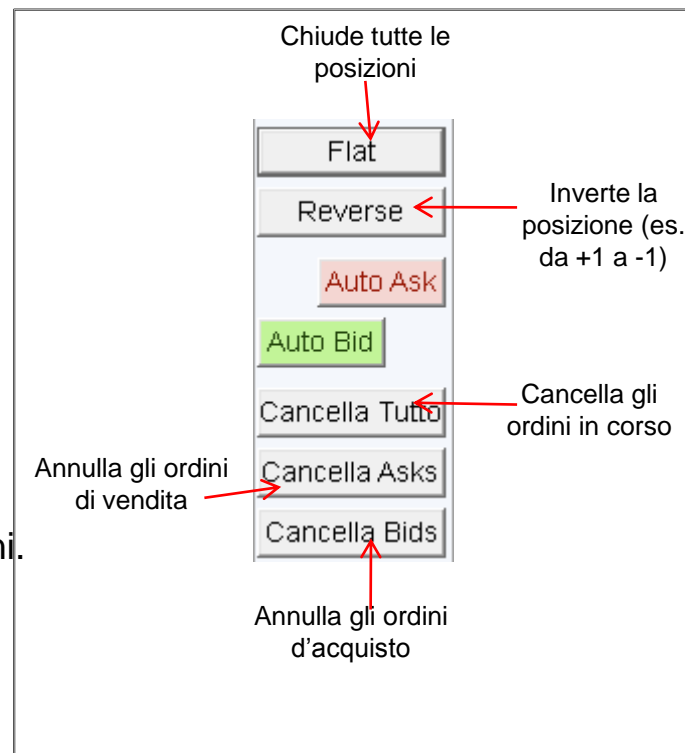 Chiude tutte le
posizioni
Flat
Reverse
Inverte la
posizione (es.
da +1 a -1)
Auto Ask
Auto Bid
Cancella Tutto
Cancella gli
ordini in corso
Annulla gli ordini
di vendita
Cancella Asks
Cancella Bids
ni.
Annulla gli ordini
d’acquisto